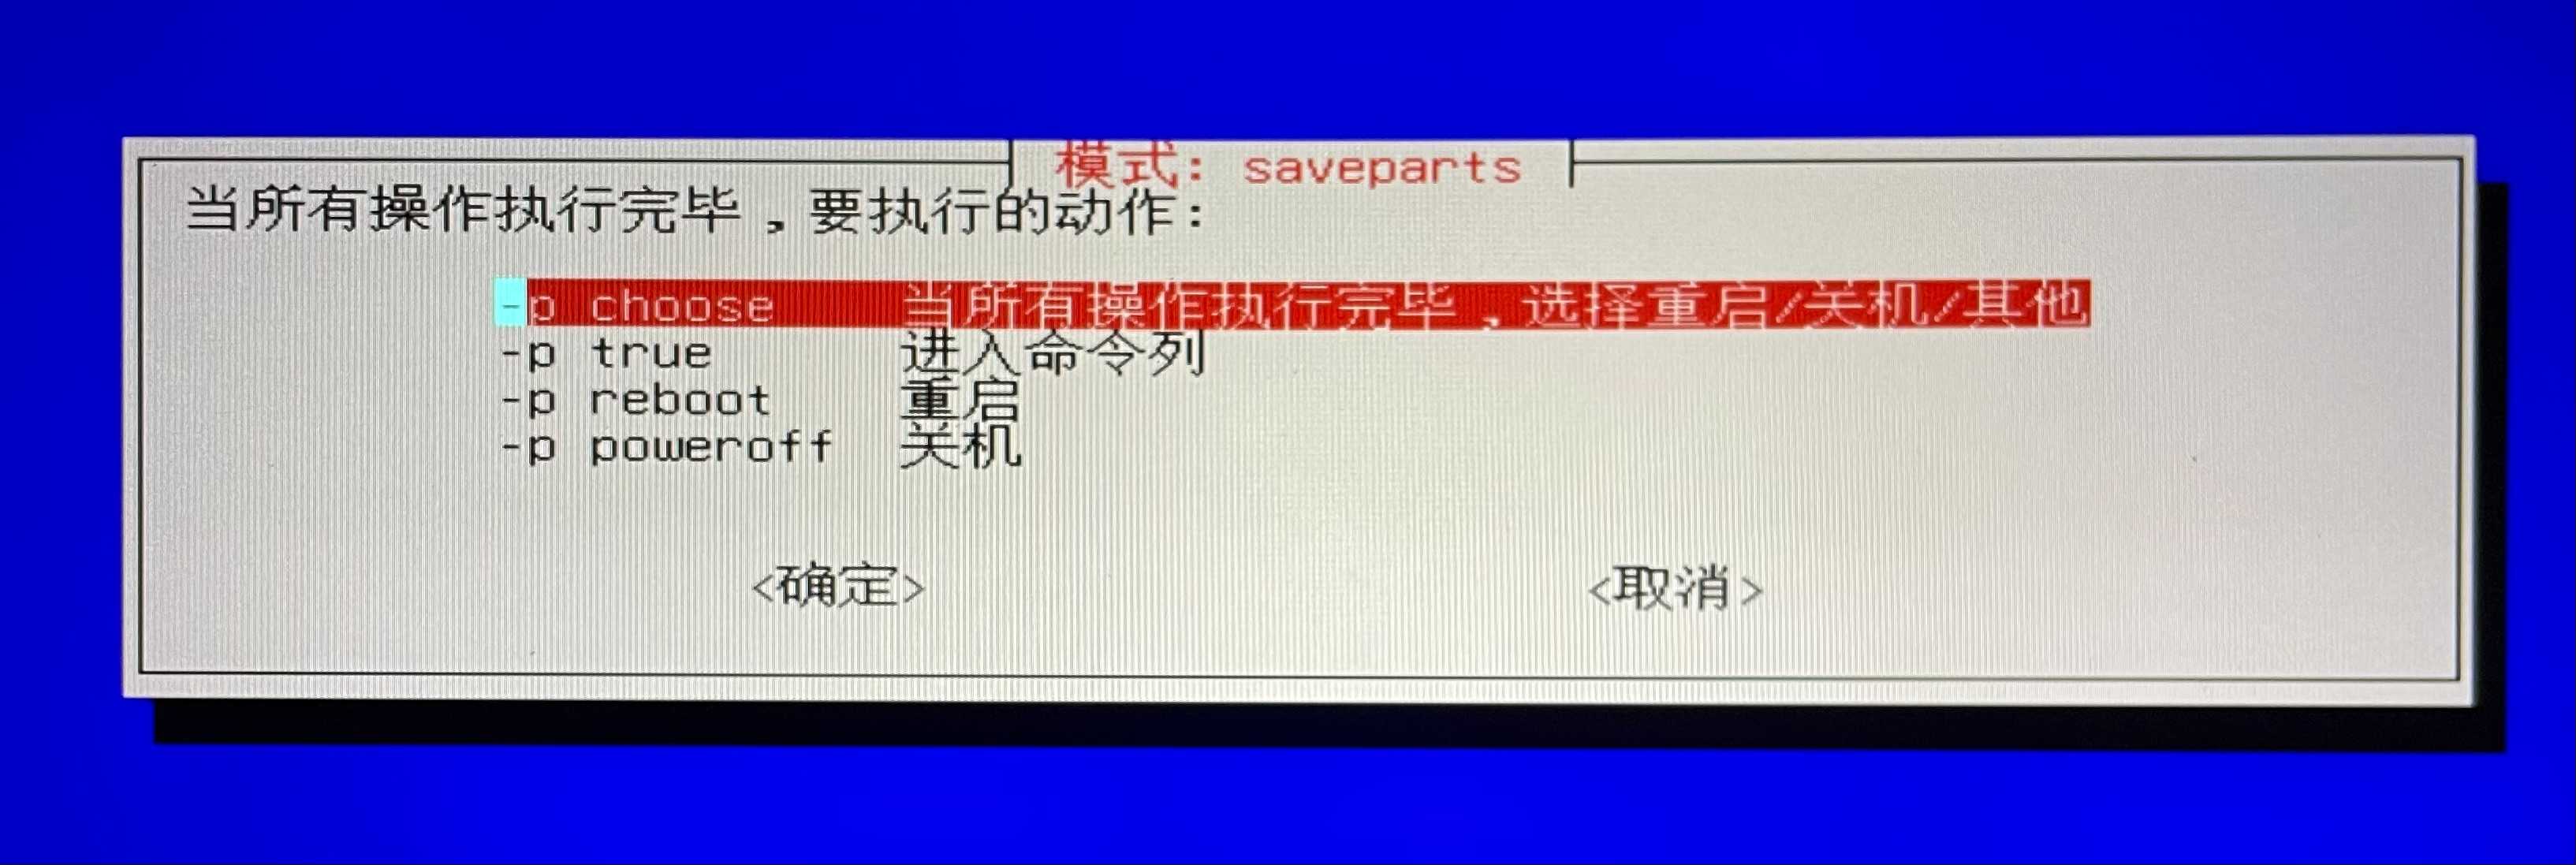 模式: saveparts
当所有操作执行完毕，要执行的动作:
-p choose 当所有操作执行完毕，选择重启/关机/其他
-p true 进入命令列
-p reboot 重启
-p poweroff 关机
<确定> <取消>